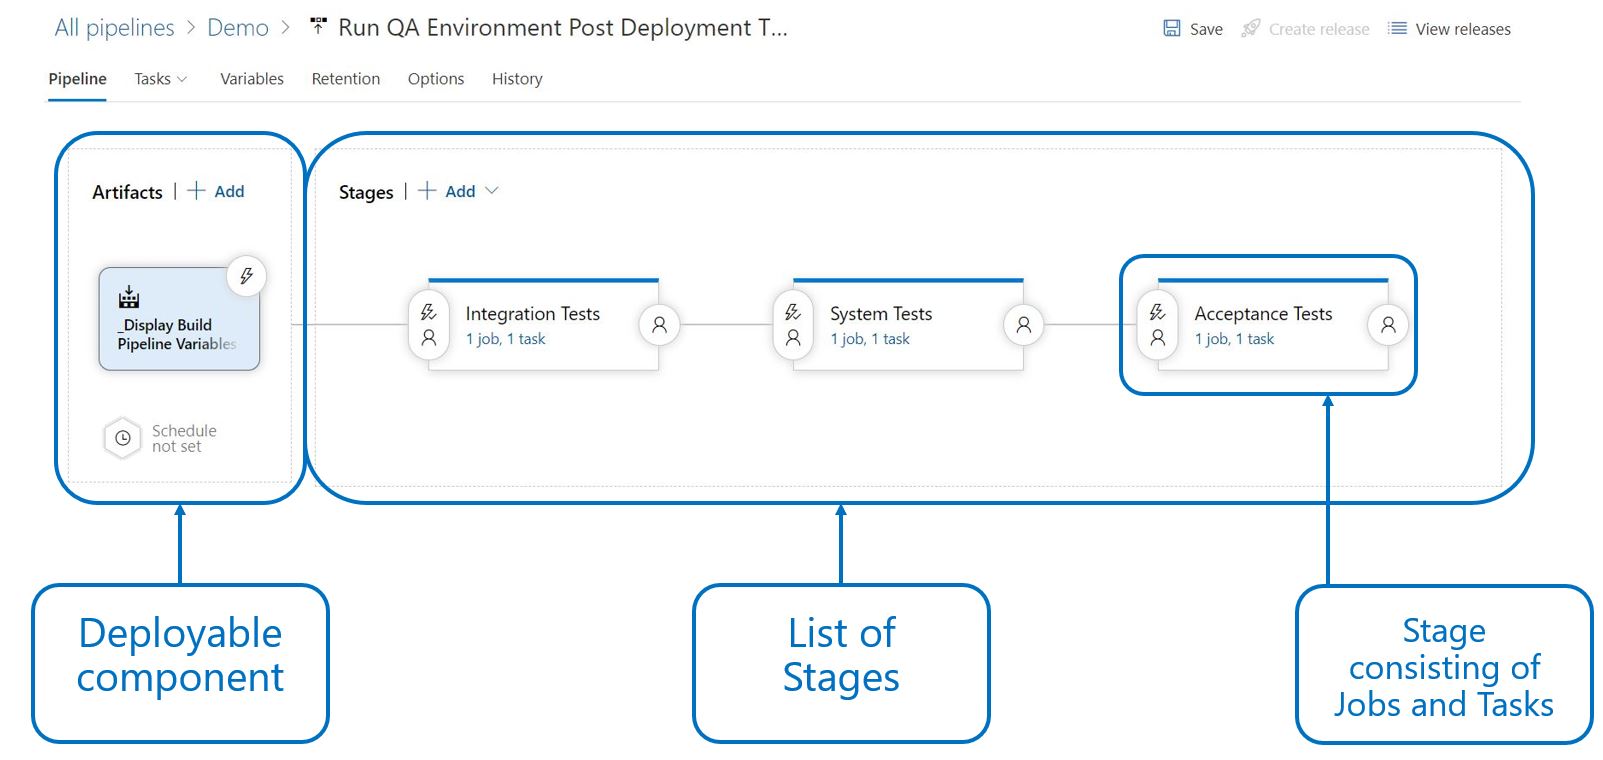 All pipelines > Demo > Run QA Environment Post Deployment T...
Save Create release View releases
Pipeline Tasks Variables Retention Options History
Artifacts | + Add
Stages | + Add
_Display Build
Pipeline Variables
Schedule
not set
Integration Tests
1 job, 1 task
System Tests
1 job, 1 task
Acceptance Tests
1 job, 1 task
Deployable
component
List of
Stages
Stage
consisting of
Jobs and Tasks